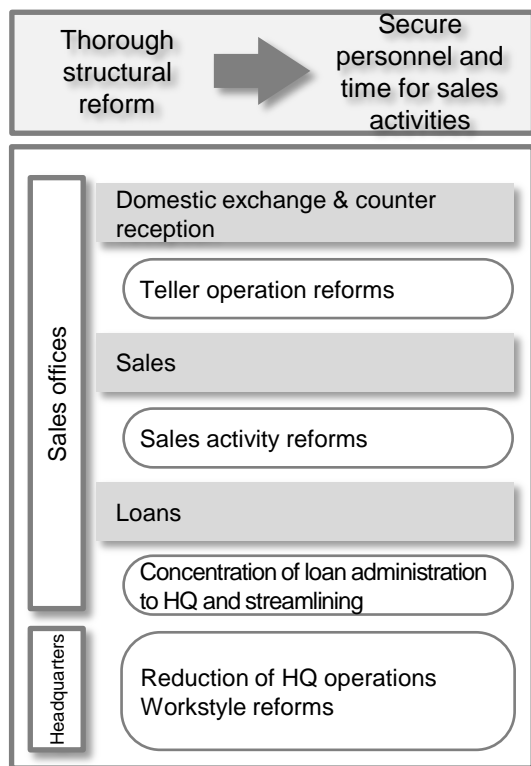 Thorough
structural
reform
Secure
personnel and
time for sales
activities
Sales offices
Domestic exchange & counter
reception
Teller operation reforms
Sales
Sales activity reforms
Loans
Concentration of loan administration
to HQ and streamlining
Headquarters
Reduction of HQ operations
Workstyle reforms